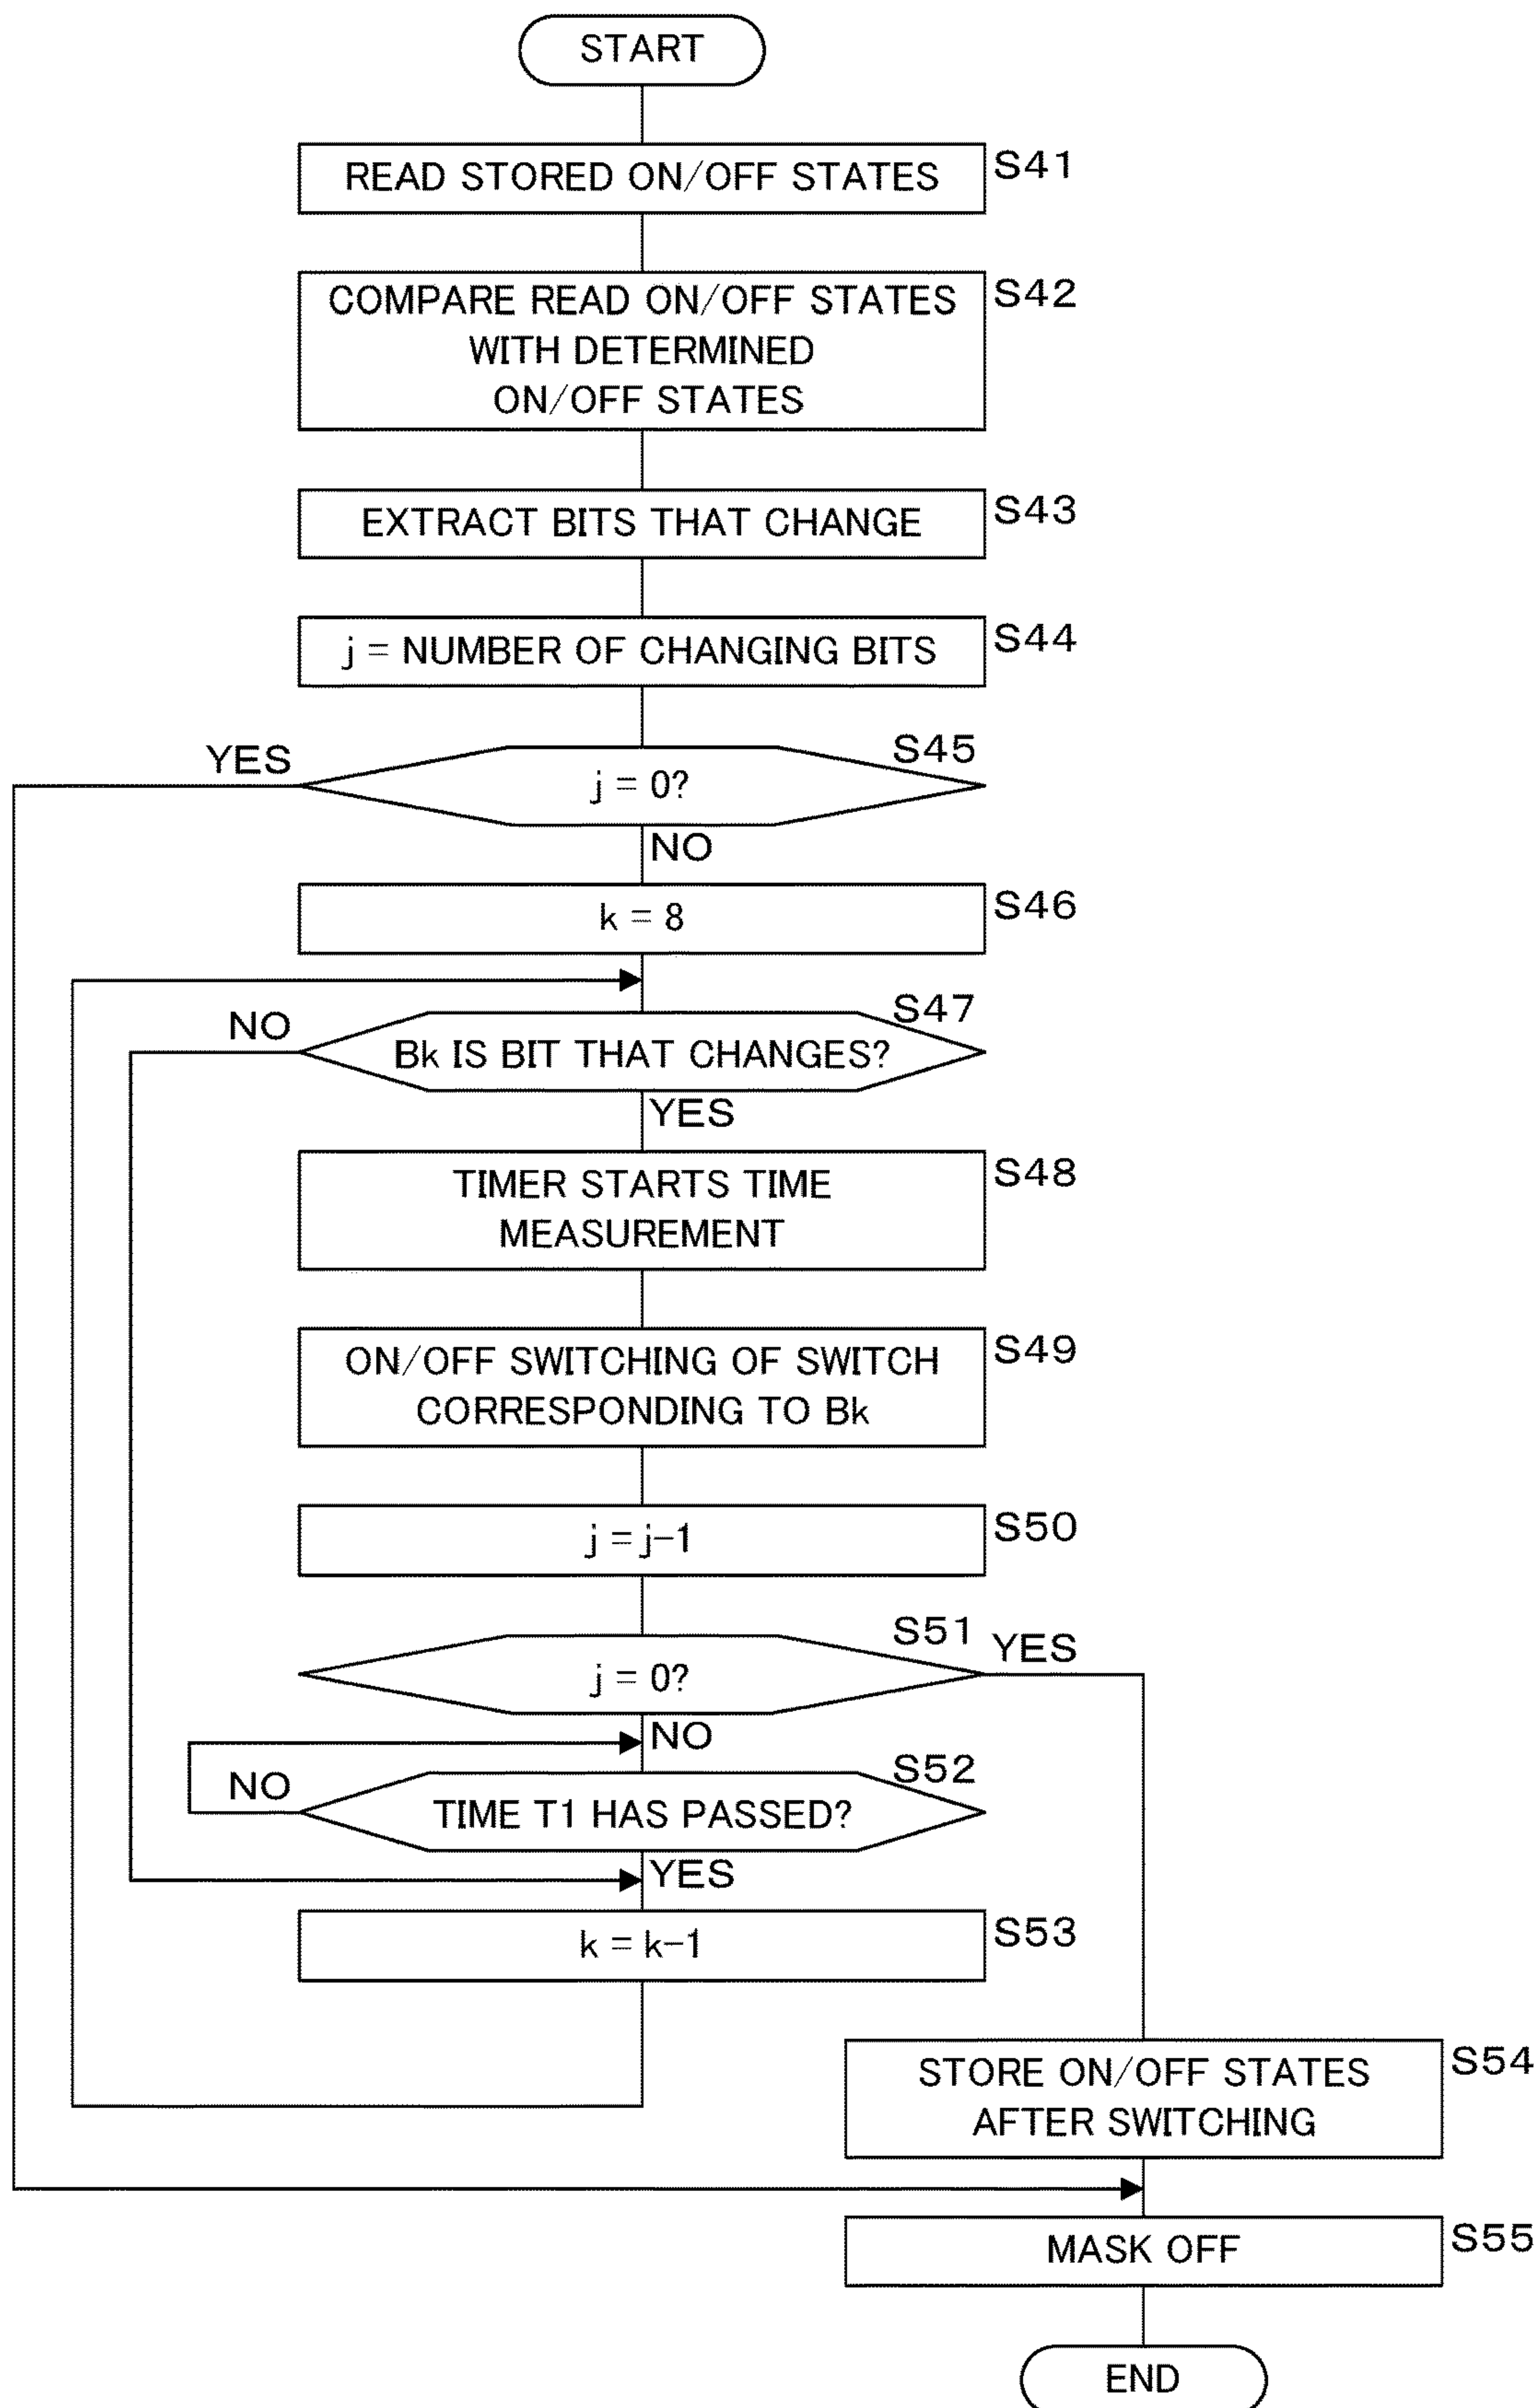 START
READ STORED ON/OFF STATES
S41
COMPARE READ ON/OFF STATES
WITH DETERMINED
ON/OFF STATES
S42
EXTRACT BITS THAT CHANGE
S43
j = NUMBER OF CHANGING BITS
S44
YES
S45
j = 0?
NO
k = 8
S46
S47
NO
Bk IS BIT THAT CHANGES?
YES
TIMER STARTS TIME
MEASUREMENT
S48
ON/OFF SWITCHING OF SWITCH
CORRESPONDING TO Bk
S49
j = j-1
S50
S51
YES
j = 0?
NO
S52
NO
TIME T1 HAS PASSED?
YES
k = k-1
S53
STORE ON/OFF STATES
AFTER SWITCHING
S54
MASK OFF
S55
END